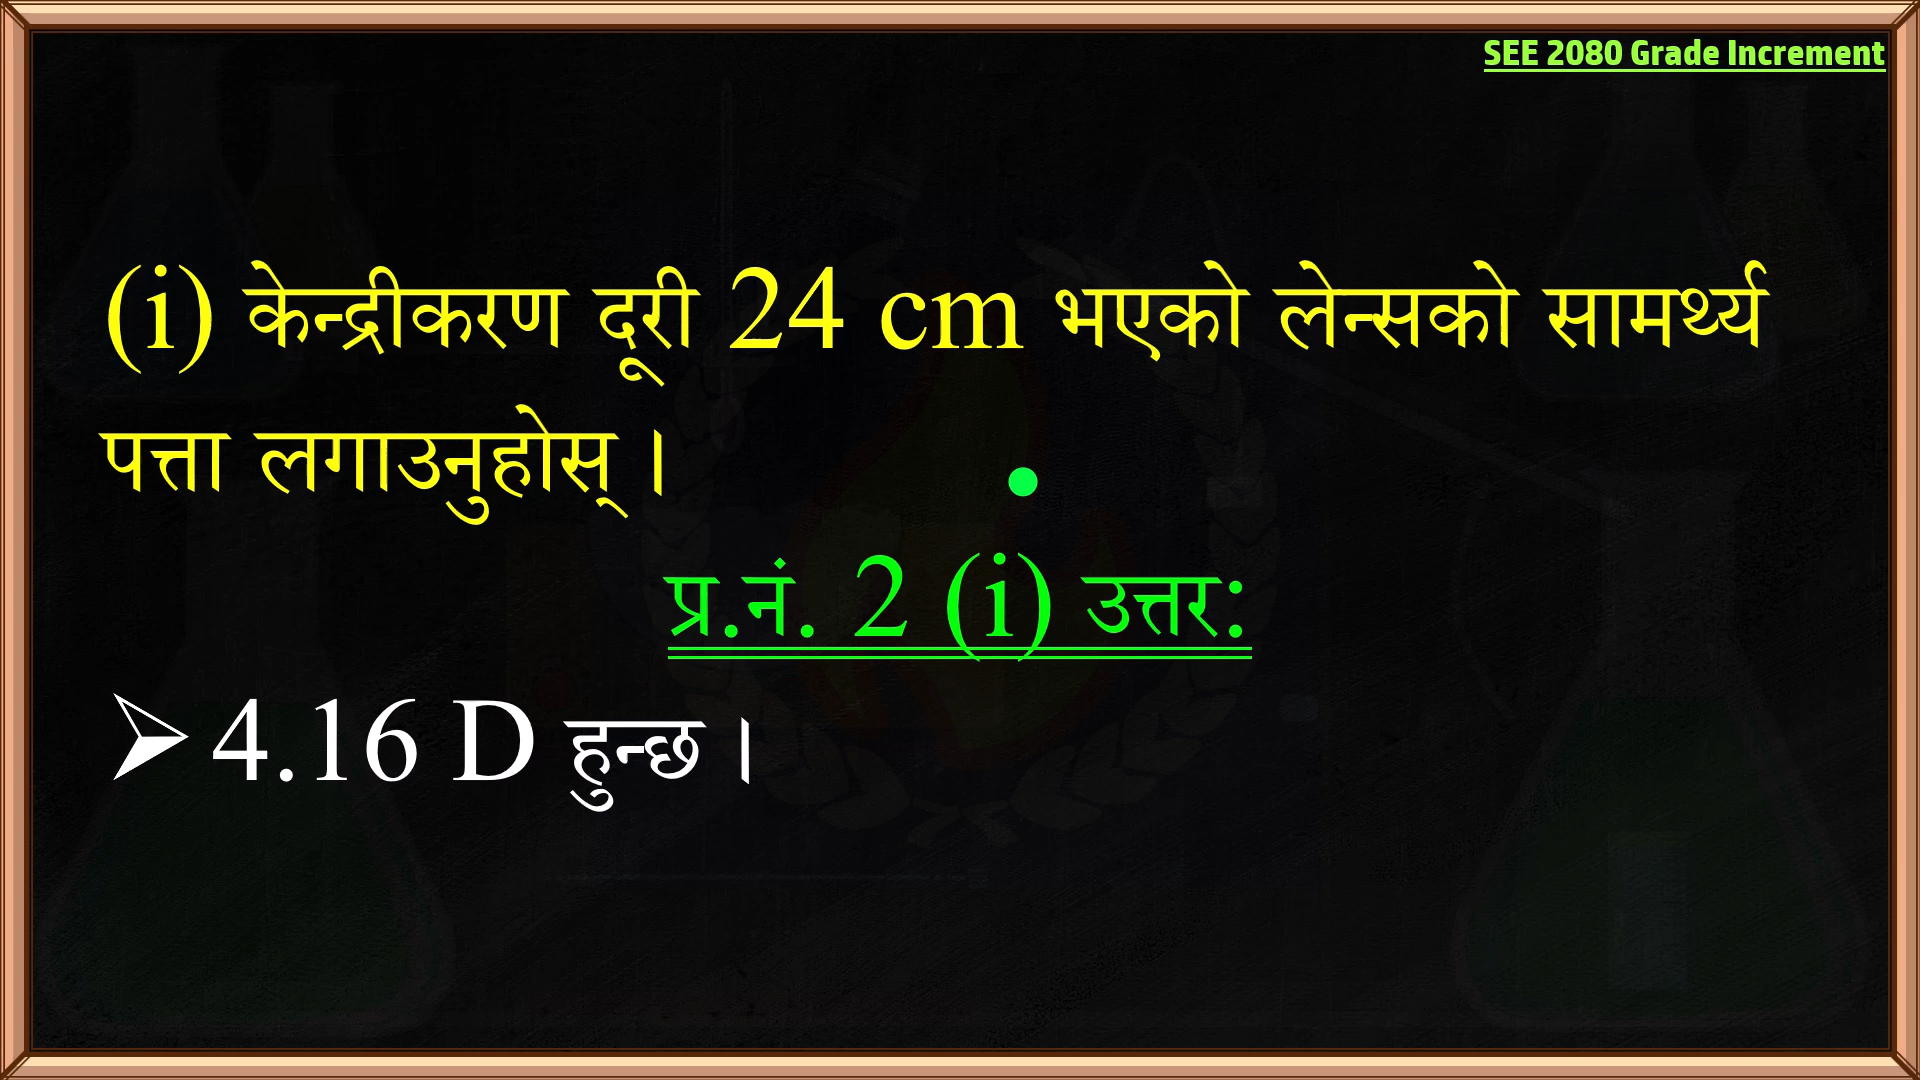 SEE 2080 Grade Increment
(i) केन्द्रीकरण दूरी 24 cm भएको लेन्सको सामर्थ्य
पत्ता लगाउनुहोस् ।
प्र.नं. 2 (i) उत्तर:
➢ 4.16 D हुन्छ ।